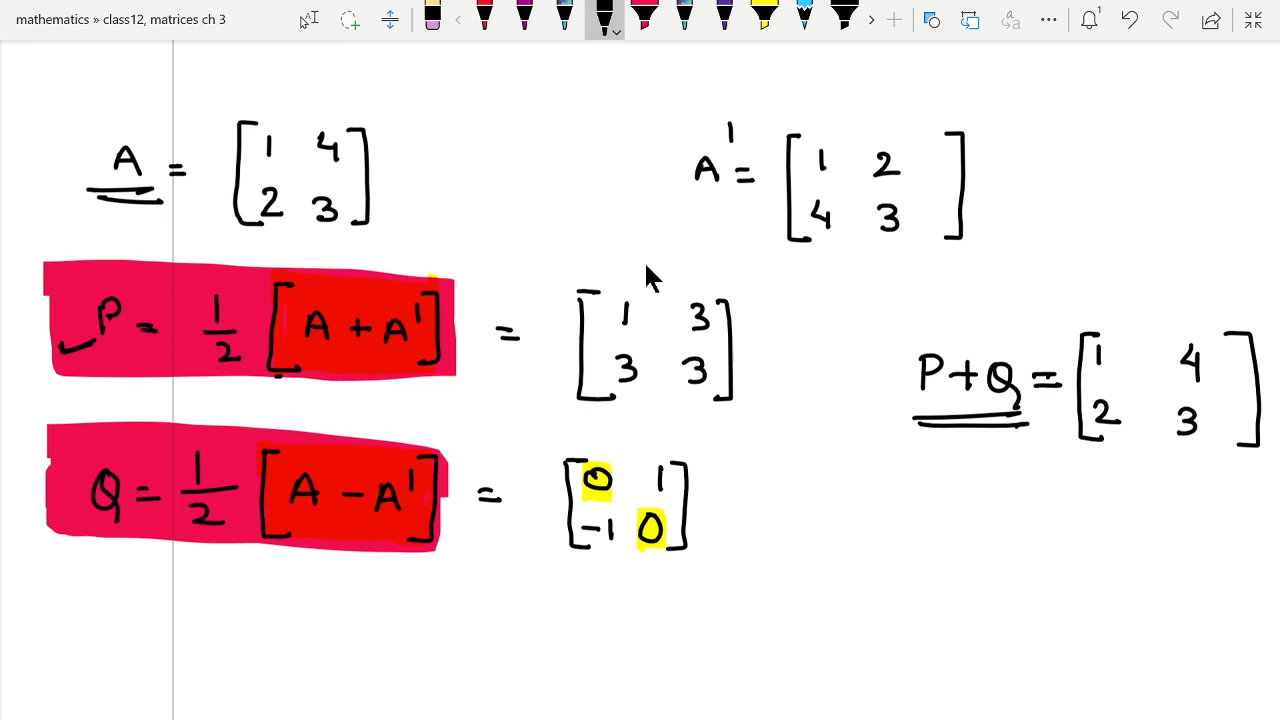 mathematics » class12, matrices ch 3
A = [1 4
2 3]
A' = [1 2
4 3]
P = 1/2 [A + A'] = [1 3
3 3]
P+Q = [1 4
2 3]
Q = 1/2 [A - A'] = [0 1
-1 0]